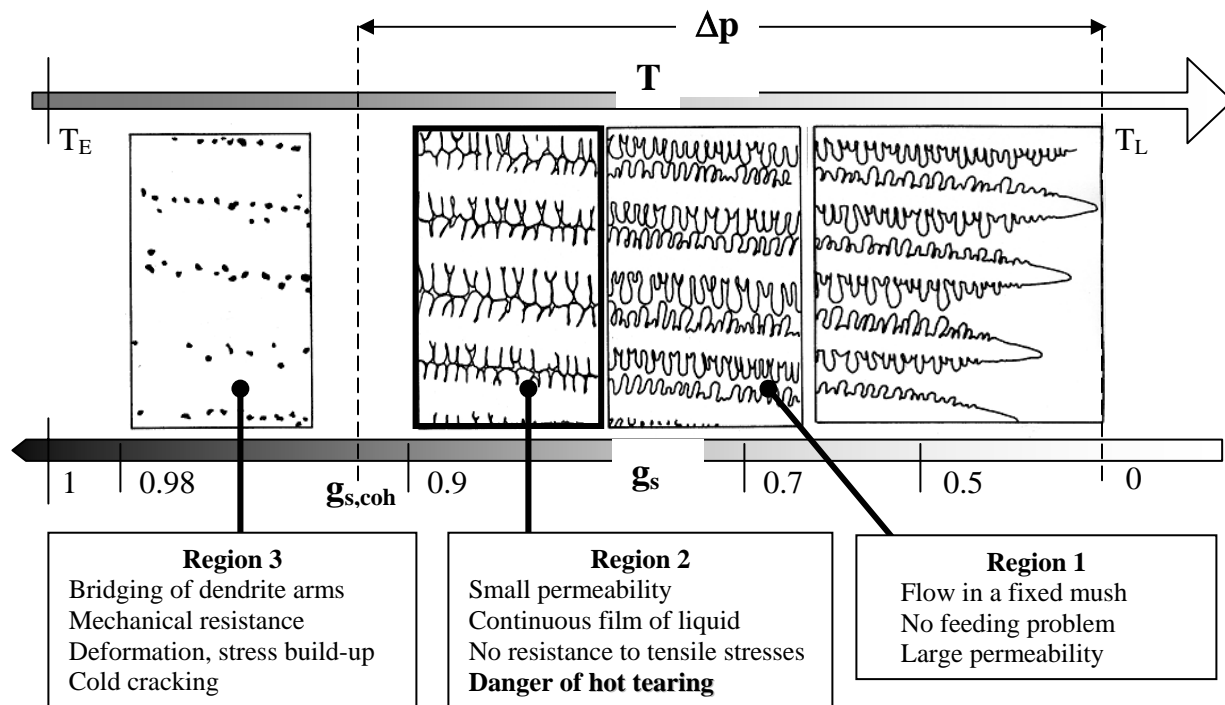 Δp
T
T_E
T_L
1
0.98
g_s,coh
0.9
g_s
0.7
0.5
0
Region 3
Bridging of dendrite arms
Mechanical resistance
Deformation, stress build-up
Cold cracking
Region 2
Small permeability
Continuous film of liquid
No resistance to tensile stresses
Danger of hot tearing
Region 1
Flow in a fixed mush
No feeding problem
Large permeability